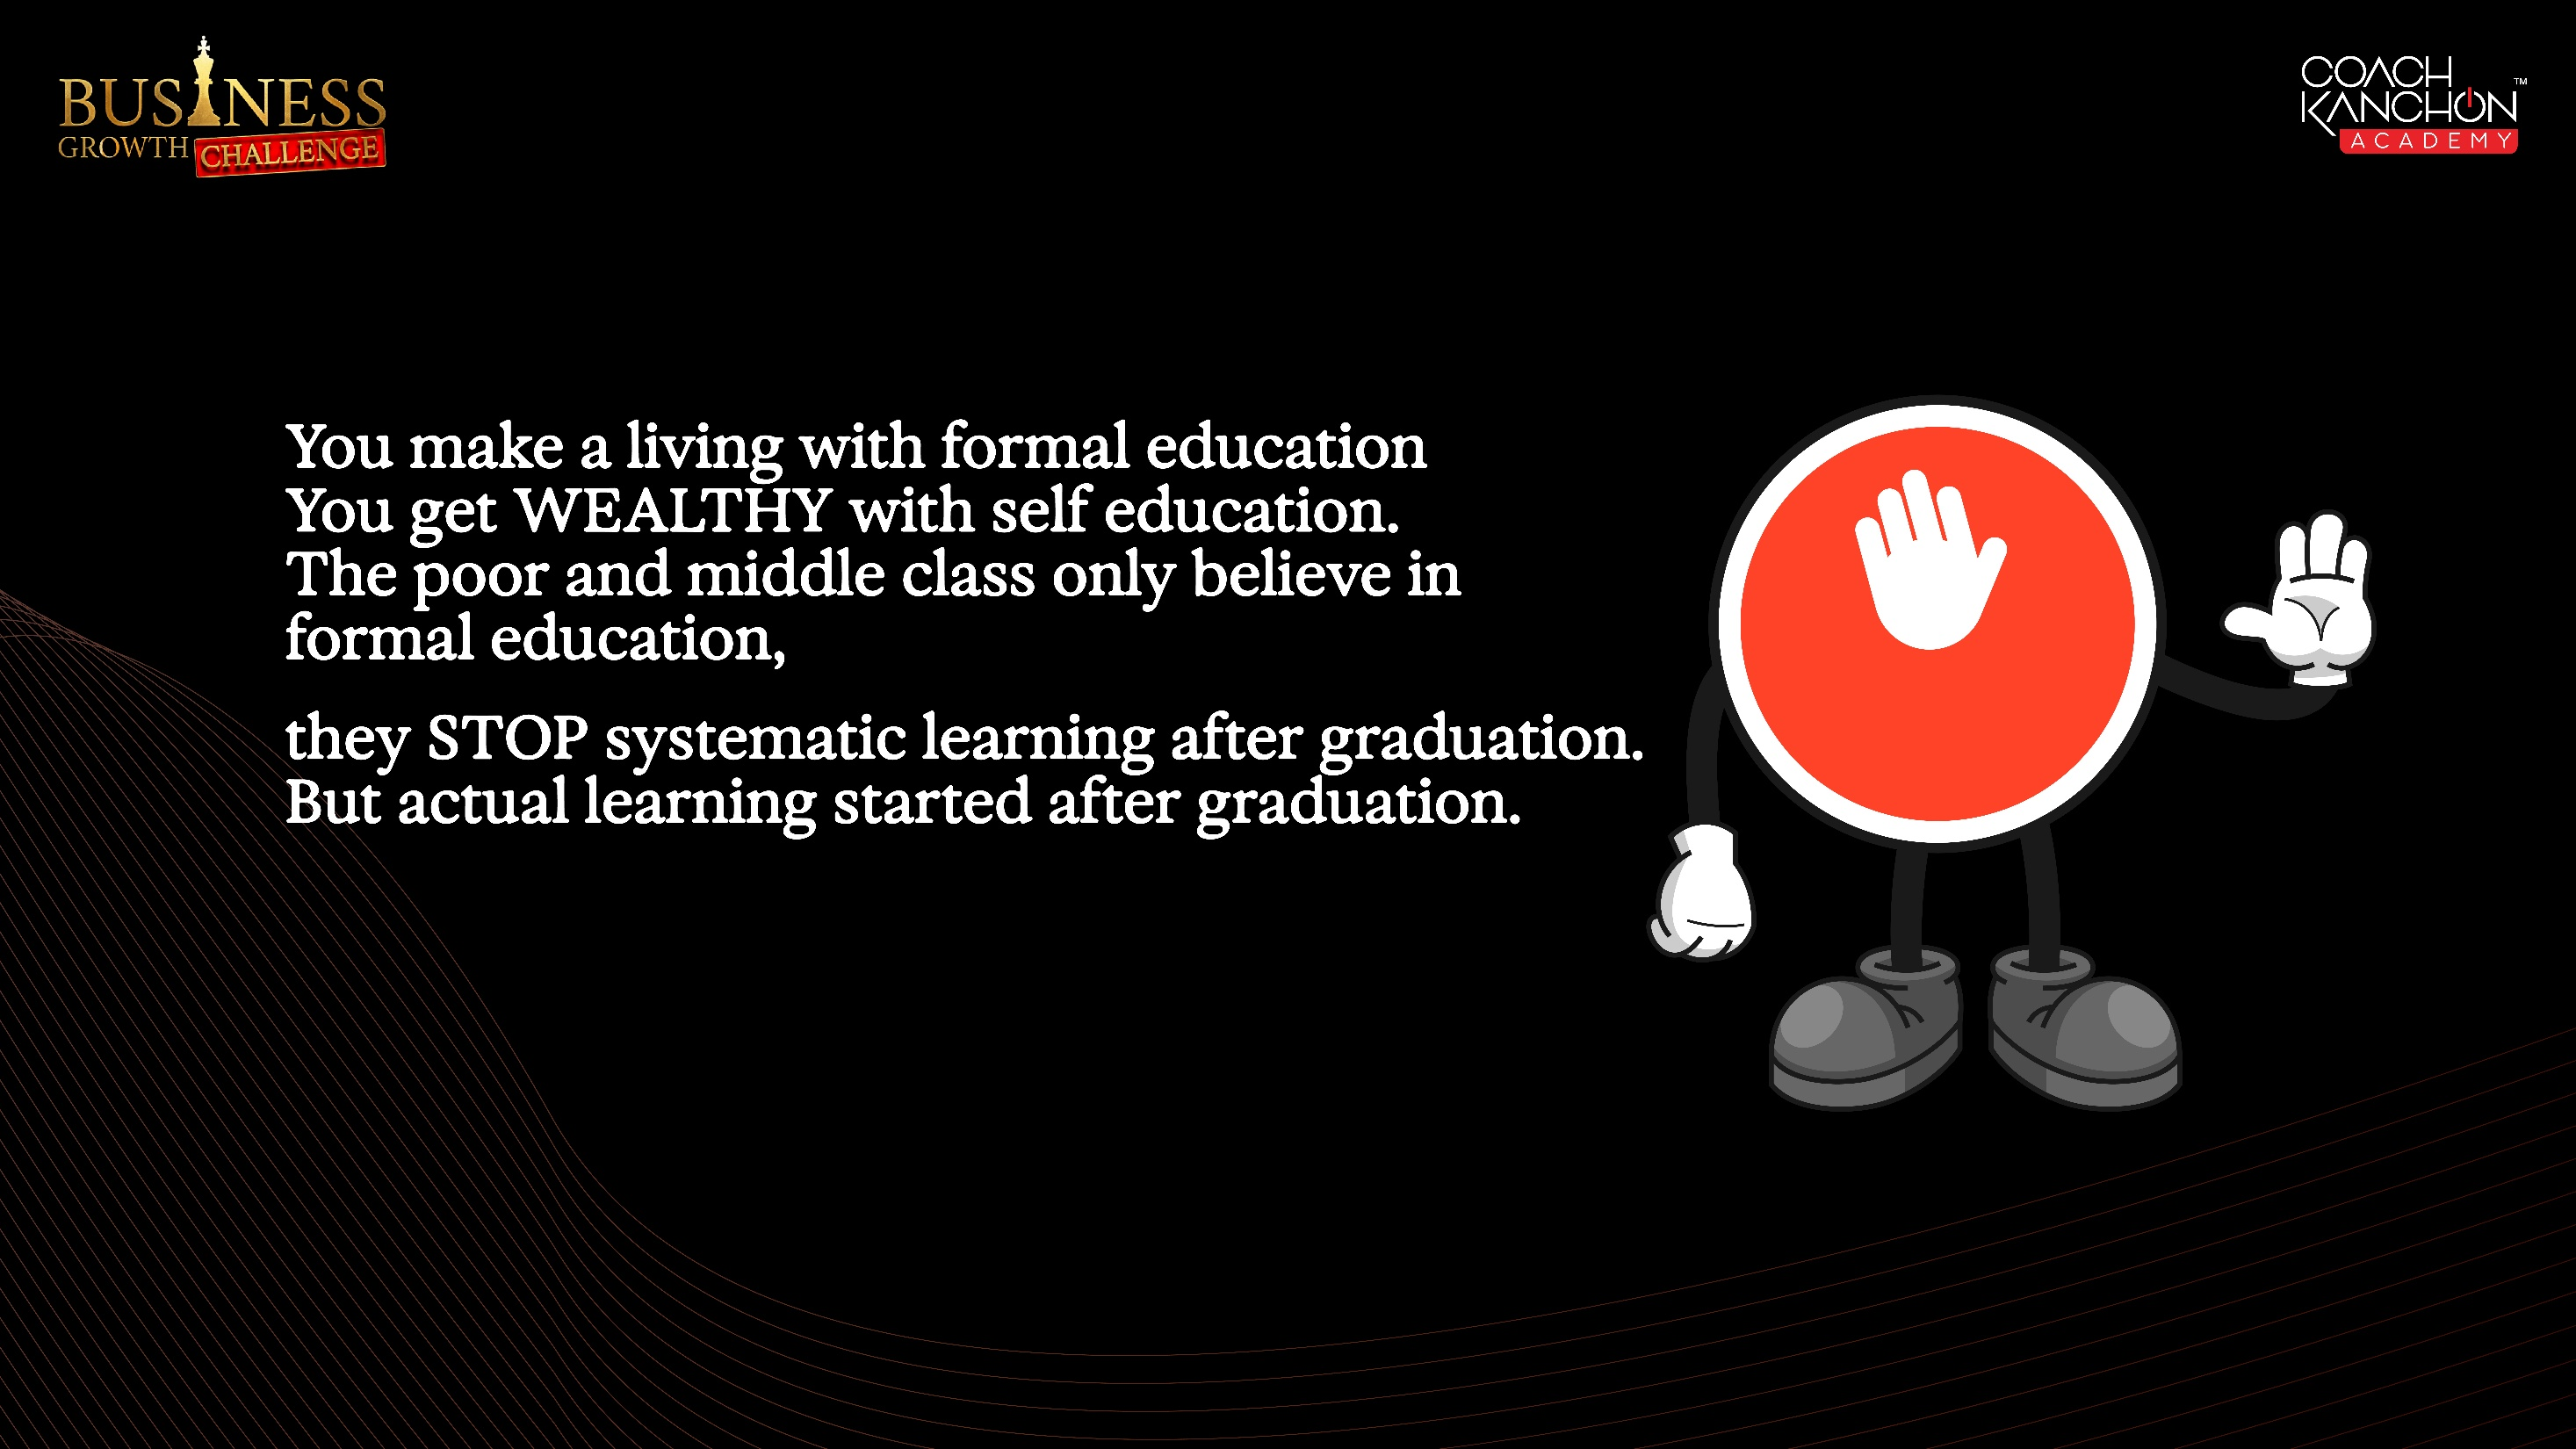 BUSINESS
GROWTH CHALLENGE
COACH
KANCHON™
ACADEMY
You make a living with formal education
You get WEALTHY with self education.
The poor and middle class only believe in
formal education,
they STOP systematic learning after graduation.
But actual learning started after graduation.